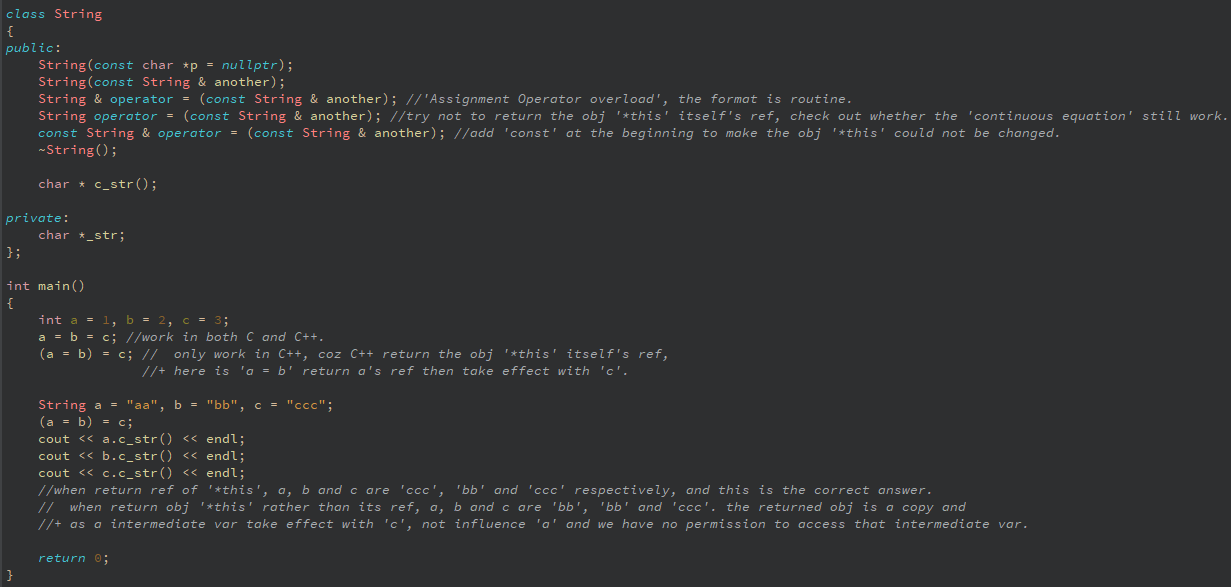 class String
{
public:
    String(const char *p = nullptr);
    String(const String & another);
    String & operator = (const String & another); //'Assignment Operator overload', the format is routine.
    String operator = (const String & another); //try not to return the obj '*this' itself's ref, check out whether the 'continuous equation' still work.
    const String & operator = (const String & another); //add 'const' at the beginning to make the obj '*this' could not be changed.
    ~String();

    char * c_str();

private:
    char *_str;
};

int main()
{
    int a = 1, b = 2, c = 3;
    a = b = c; //work in both C and C++.
    (a = b) = c; //  only work in C++, coz C++ return the obj '*this' itself's ref,
                 //+ here is 'a = b' return a's ref then take effect with 'c'.

    String a = "aa", b = "bb", c = "ccc";
    (a = b) = c;
    cout << a.c_str() << endl;
    cout << b.c_str() << endl;
    cout << c.c_str() << endl;
    //when return ref of '*this', a, b and c are 'ccc', 'bb' and 'ccc' respectively, and this is the correct answer.
    //  when return obj '*this' rather than its ref, a, b and c are 'bb', 'bb' and 'ccc'. the returned obj is a copy and
    //+ as a intermediate var take effect with 'c', not influence 'a' and we have no permission to access that intermediate var.

    return 0;
}